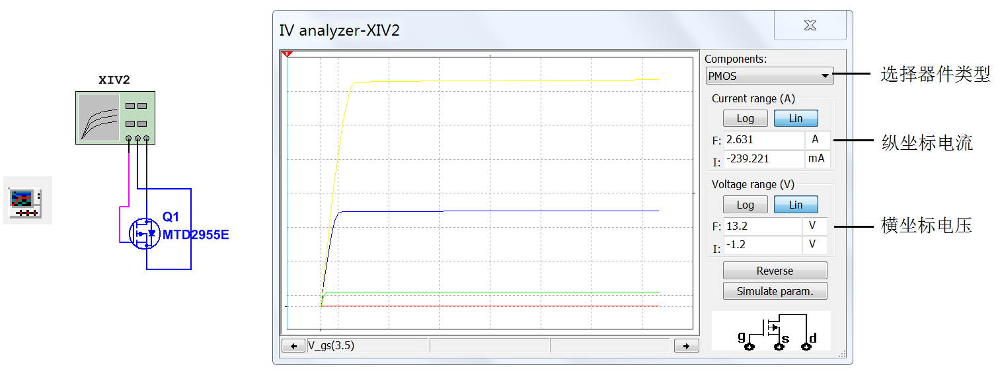 XIV2
Q1
MTD2955E
IV analyzer-XIV2
Components:
PMOS
Current range (A)
Log Lin
F: 2.631 A
I: -239.221 mA
Voltage range (V)
Log Lin
F: 13.2 V
I: -1.2 V
Reverse
Simulate param.
g s d
V_gs(3.5)
选择器件类型
纵坐标电流
横坐标电压